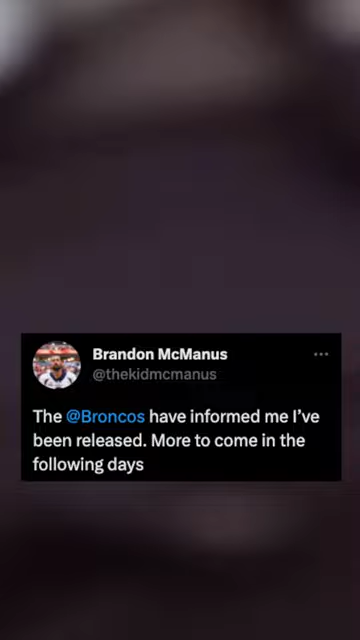 Brandon McManus
@thekidmcmanus
The @Broncos have informed me I’ve
been released. More to come in the
following days